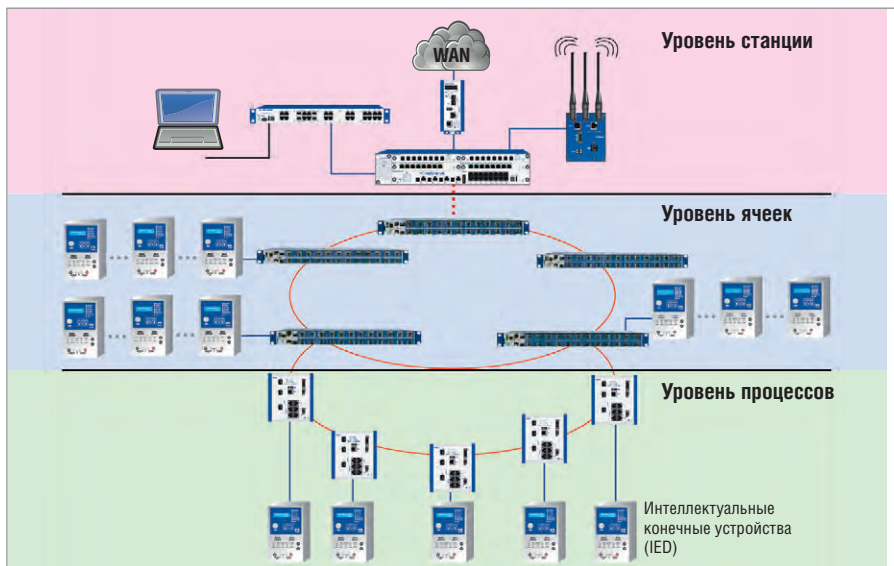 Уровень станции
WAN
Уровень ячеек
Уровень процессов
Интеллектуальные
конечные устройства
(IED)